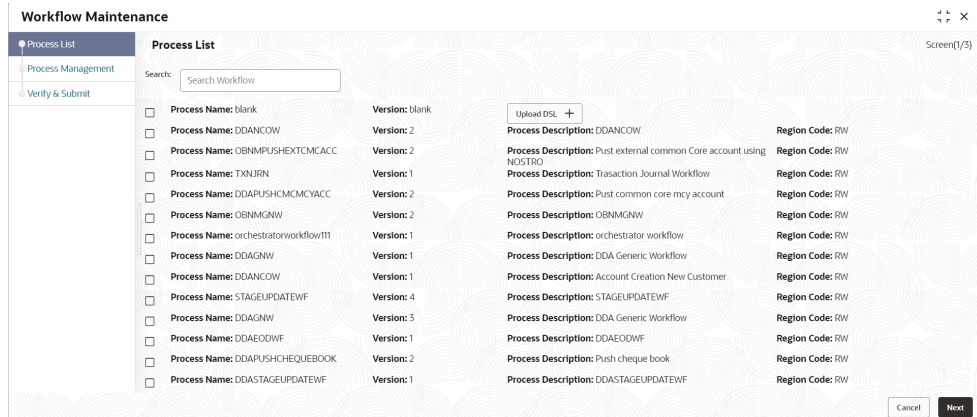 Workflow Maintenance
Process List
Process Management
Verify & Submit
Process List
Screen(1/3)
Search:
Search Workflow
Process Name: blank Version: blank Upload DSL +
Process Name: DDANCOW Version: 2 Process Description: DDANCOW Region Code: RW
Process Name: OBNMPUSHEXTCMCACC Version: 2 Process Description: Pust external common Core account using Region Code: RW
NOSTRO
Process Name: TXNJRN Version: 1 Process Description: Trasaction Journal Workflow Region Code: RW
Process Name: DDAPUSHCMCMCYACC Version: 2 Process Description: Pust common core mcy account Region Code: RW
Process Name: OBNMGNW Version: 2 Process Description: OBNMGNW Region Code: RW
Process Name: orchestratorworkflow111 Version: 1 Process Description: orchestrator workflow Region Code: RW
Process Name: DDAGNW Version: 1 Process Description: DDA Generic Workflow Region Code: RW
Process Name: DDANCOW Version: 1 Process Description: Account Creation New Customer Region Code: RW
Process Name: STAGEUPDATEWF Version: 4 Process Description: STAGEUPDATEWF Region Code: RW
Process Name: DDAGNW Version: 3 Process Description: DDA Generic Workflow Region Code: RW
Process Name: DDAEODWF Version: 1 Process Description: DDAEODWF Region Code: RW
Process Name: DDAPUSHCHEQUEBOOK Version: 2 Process Description: Push cheque book Region Code: RW
Process Name: DDASTAGEUPDATEWF Version: 1 Process Description: DDASTAGEUPDATEWF Region Code: RW
Cancel Next